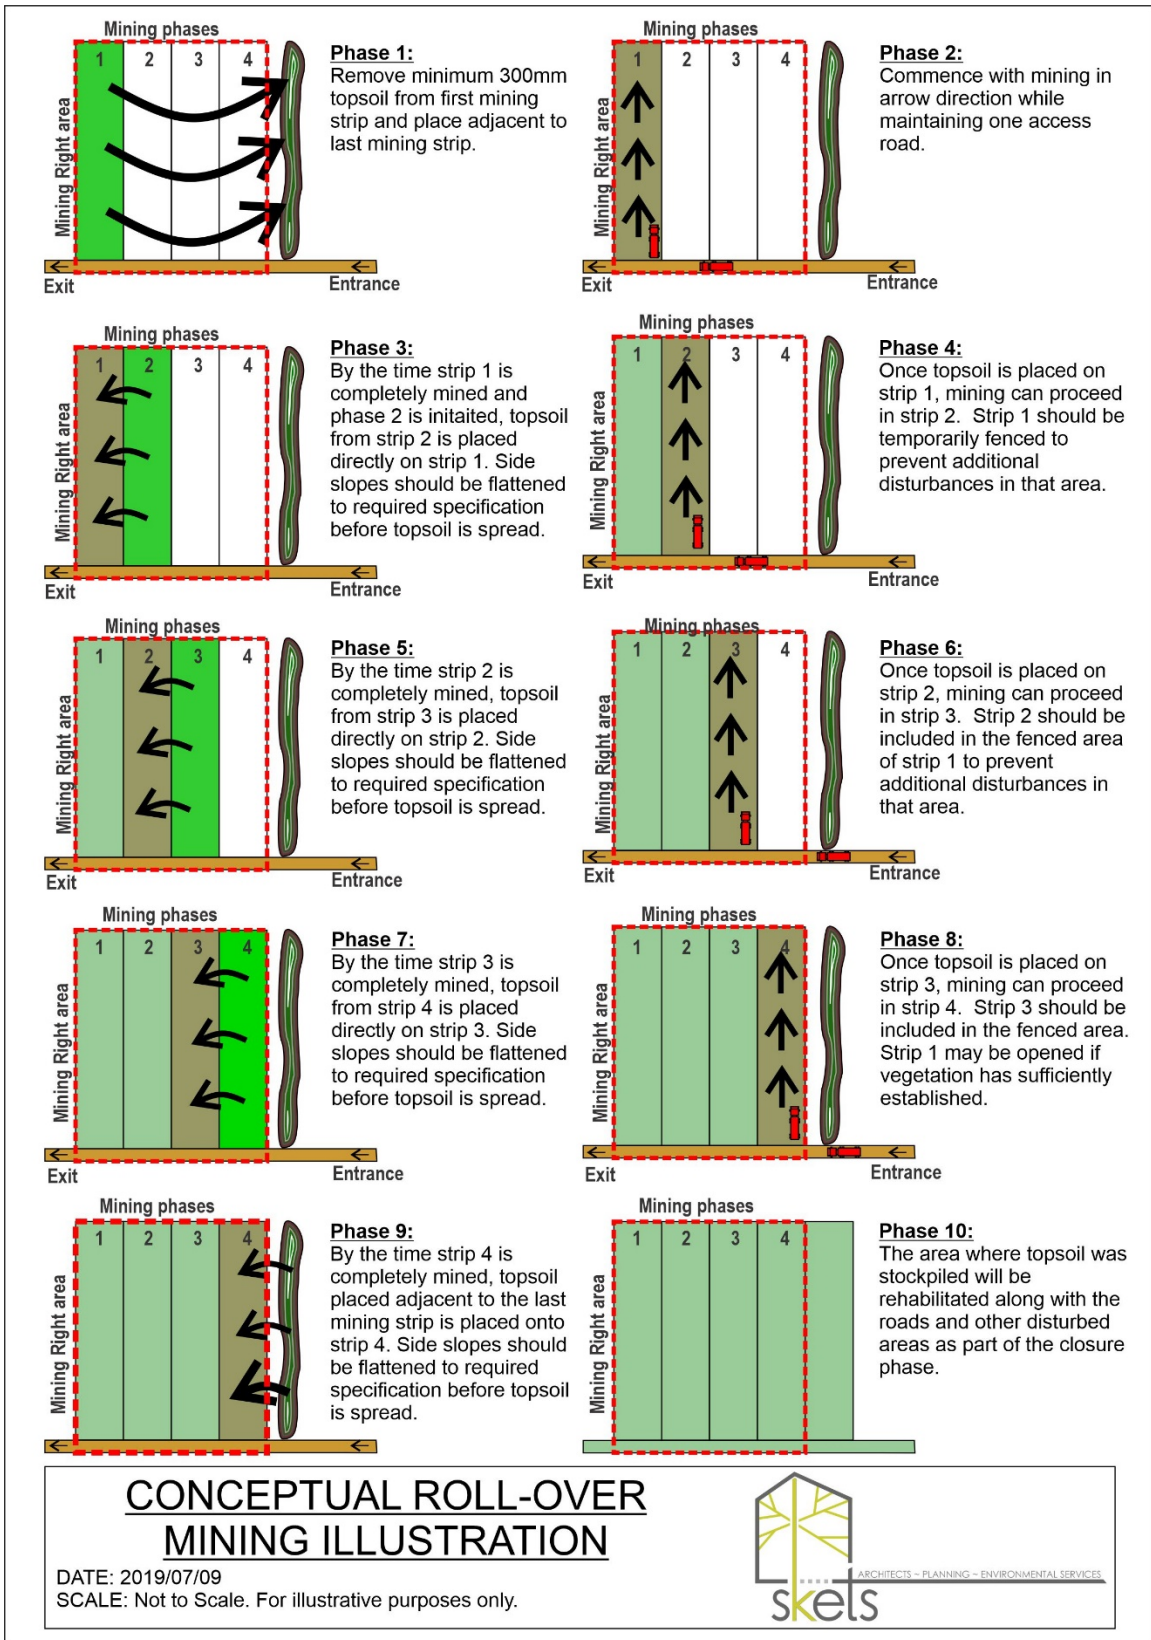 Mining phases
1 2 3 4
Mining Right area
Exit
Entrance
Phase 1:
Remove minimum 300mm
topsoil from first mining
strip and place adjacent to
last mining strip.
Mining phases
1 2 3 4
Mining Right area
Exit
Entrance
Phase 2:
Commence with mining in
arrow direction while
maintaining one access
road.
Mining phases
1 2 3 4
Mining Right area
Exit
Entrance
Phase 3:
By the time strip 1 is
completely mined and
phase 2 is initaited, topsoil
from strip 2 is placed
directly on strip 1. Side
slopes should be flattened
to required specification
before topsoil is spread.
Mining phases
1 2 3 4
Mining Right area
Exit
Entrance
Phase 4:
Once topsoil is placed on
strip 1, mining can proceed
in strip 2.  Strip 1 should be
temporarily fenced to
prevent additional
disturbances in that area.
Mining phases
1 2 3 4
Mining Right area
Exit
Entrance
Phase 5:
By the time strip 2 is
completely mined, topsoil
from strip 3 is placed
directly on strip 2. Side
slopes should be flattened
to required specification
before topsoil is spread.
Mining phases
1 2 3 4
Mining Right area
Exit
Entrance
Phase 6:
Once topsoil is placed on
strip 2, mining can proceed
in strip 3.  Strip 2 should be
included in the fenced area
of strip 1 to prevent
additional disturbances in
that area.
Mining phases
1 2 3 4
Mining Right area
Exit
Entrance
Phase 7:
By the time strip 3 is
completely mined, topsoil
from strip 4 is placed
directly on strip 3. Side
slopes should be flattened
to required specification
before topsoil is spread.
Mining phases
1 2 3 4
Mining Right area
Exit
Entrance
Phase 8:
Once topsoil is placed on
strip 3, mining can proceed
in strip 4.  Strip 3 should be
included in the fenced area.
Strip 1 may be opened if
vegetation has sufficiently
established.
Mining phases
1 2 3 4
Mining Right area
Phase 9:
By the time strip 4 is
completely mined, topsoil
placed adjacent to the last
mining strip is placed onto
strip 4. Side slopes should
be flattened to required
specification before topsoil
is spread.
Mining phases
1 2 3 4
Mining Right area
Phase 10:
The area where topsoil was
stockpiled will be
rehabilitated along with the
roads and other disturbed
areas as part of the closure
phase.
CONCEPTUAL ROLL-OVER
MINING ILLUSTRATION
DATE: 2019/07/09
SCALE: Not to Scale. For illustrative purposes only.
ARCHITECTS ~ PLANNING ~ ENVIRONMENTAL SERVICES
skets